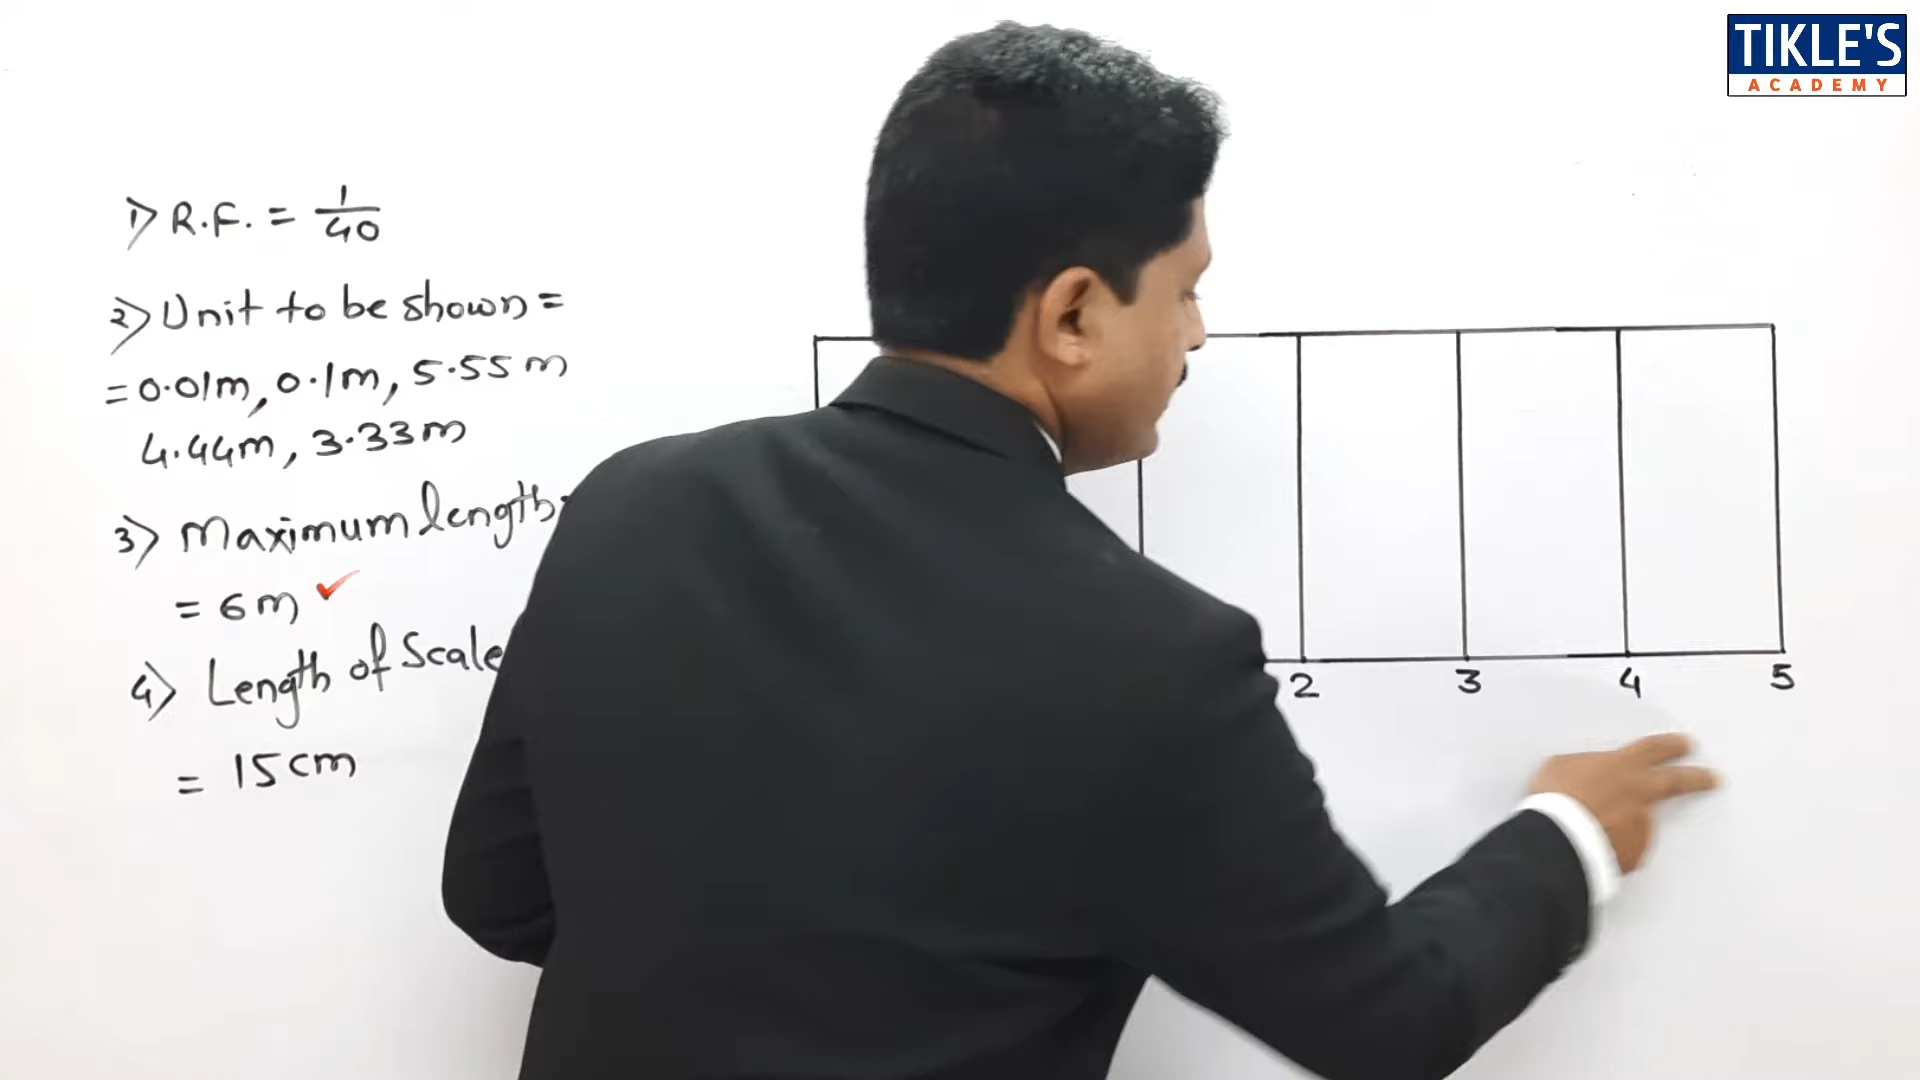 TIKLE'S
ACADEMY
1) R.F. = 1/40
2) Unit to be shown =
= 0.01m, 0.1m, 5.55m
4.44m, 3.33m
3) Maximum length
= 6m ✓
4) Length of Scale
= 15cm
2 3 4 5